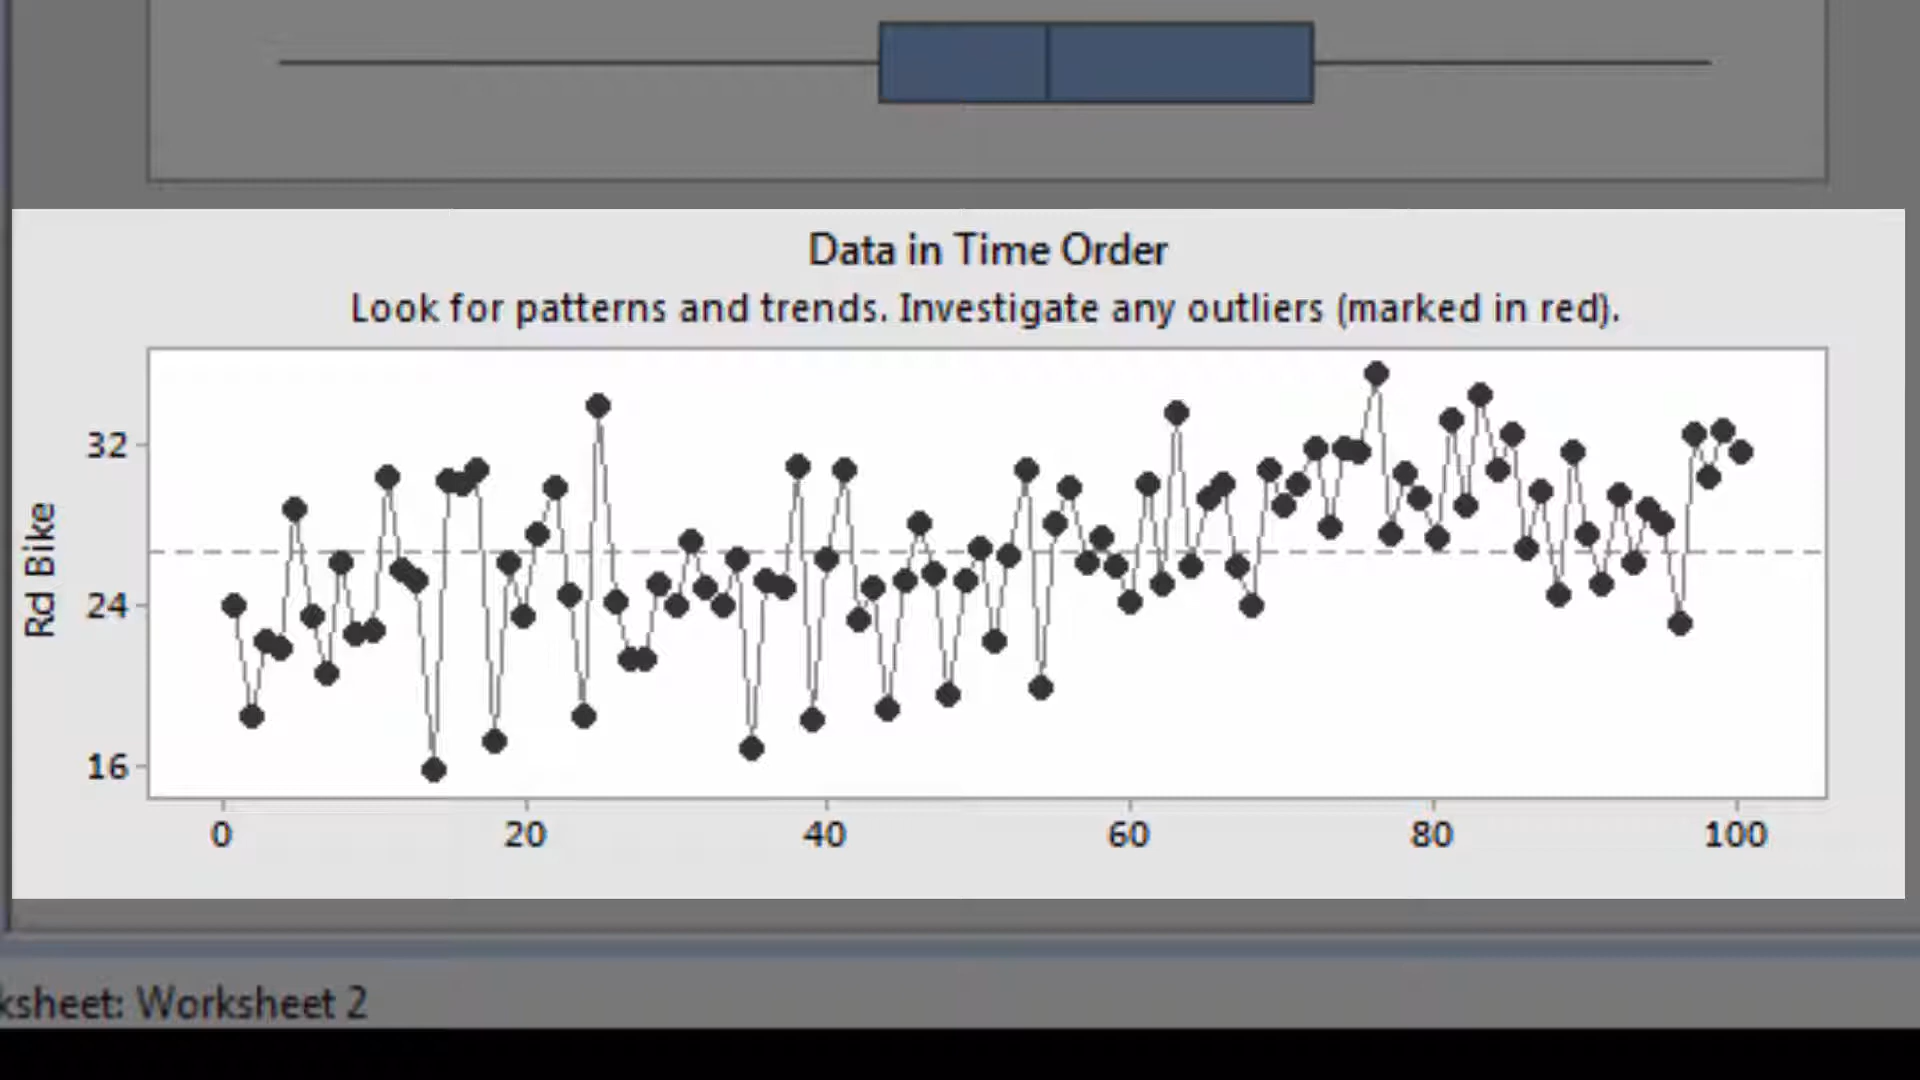 Data in Time Order
Look for patterns and trends. Investigate any outliers (marked in red).
Rd Bike
32
24
16
0 20 40 60 80 100
ksheet: Worksheet 2